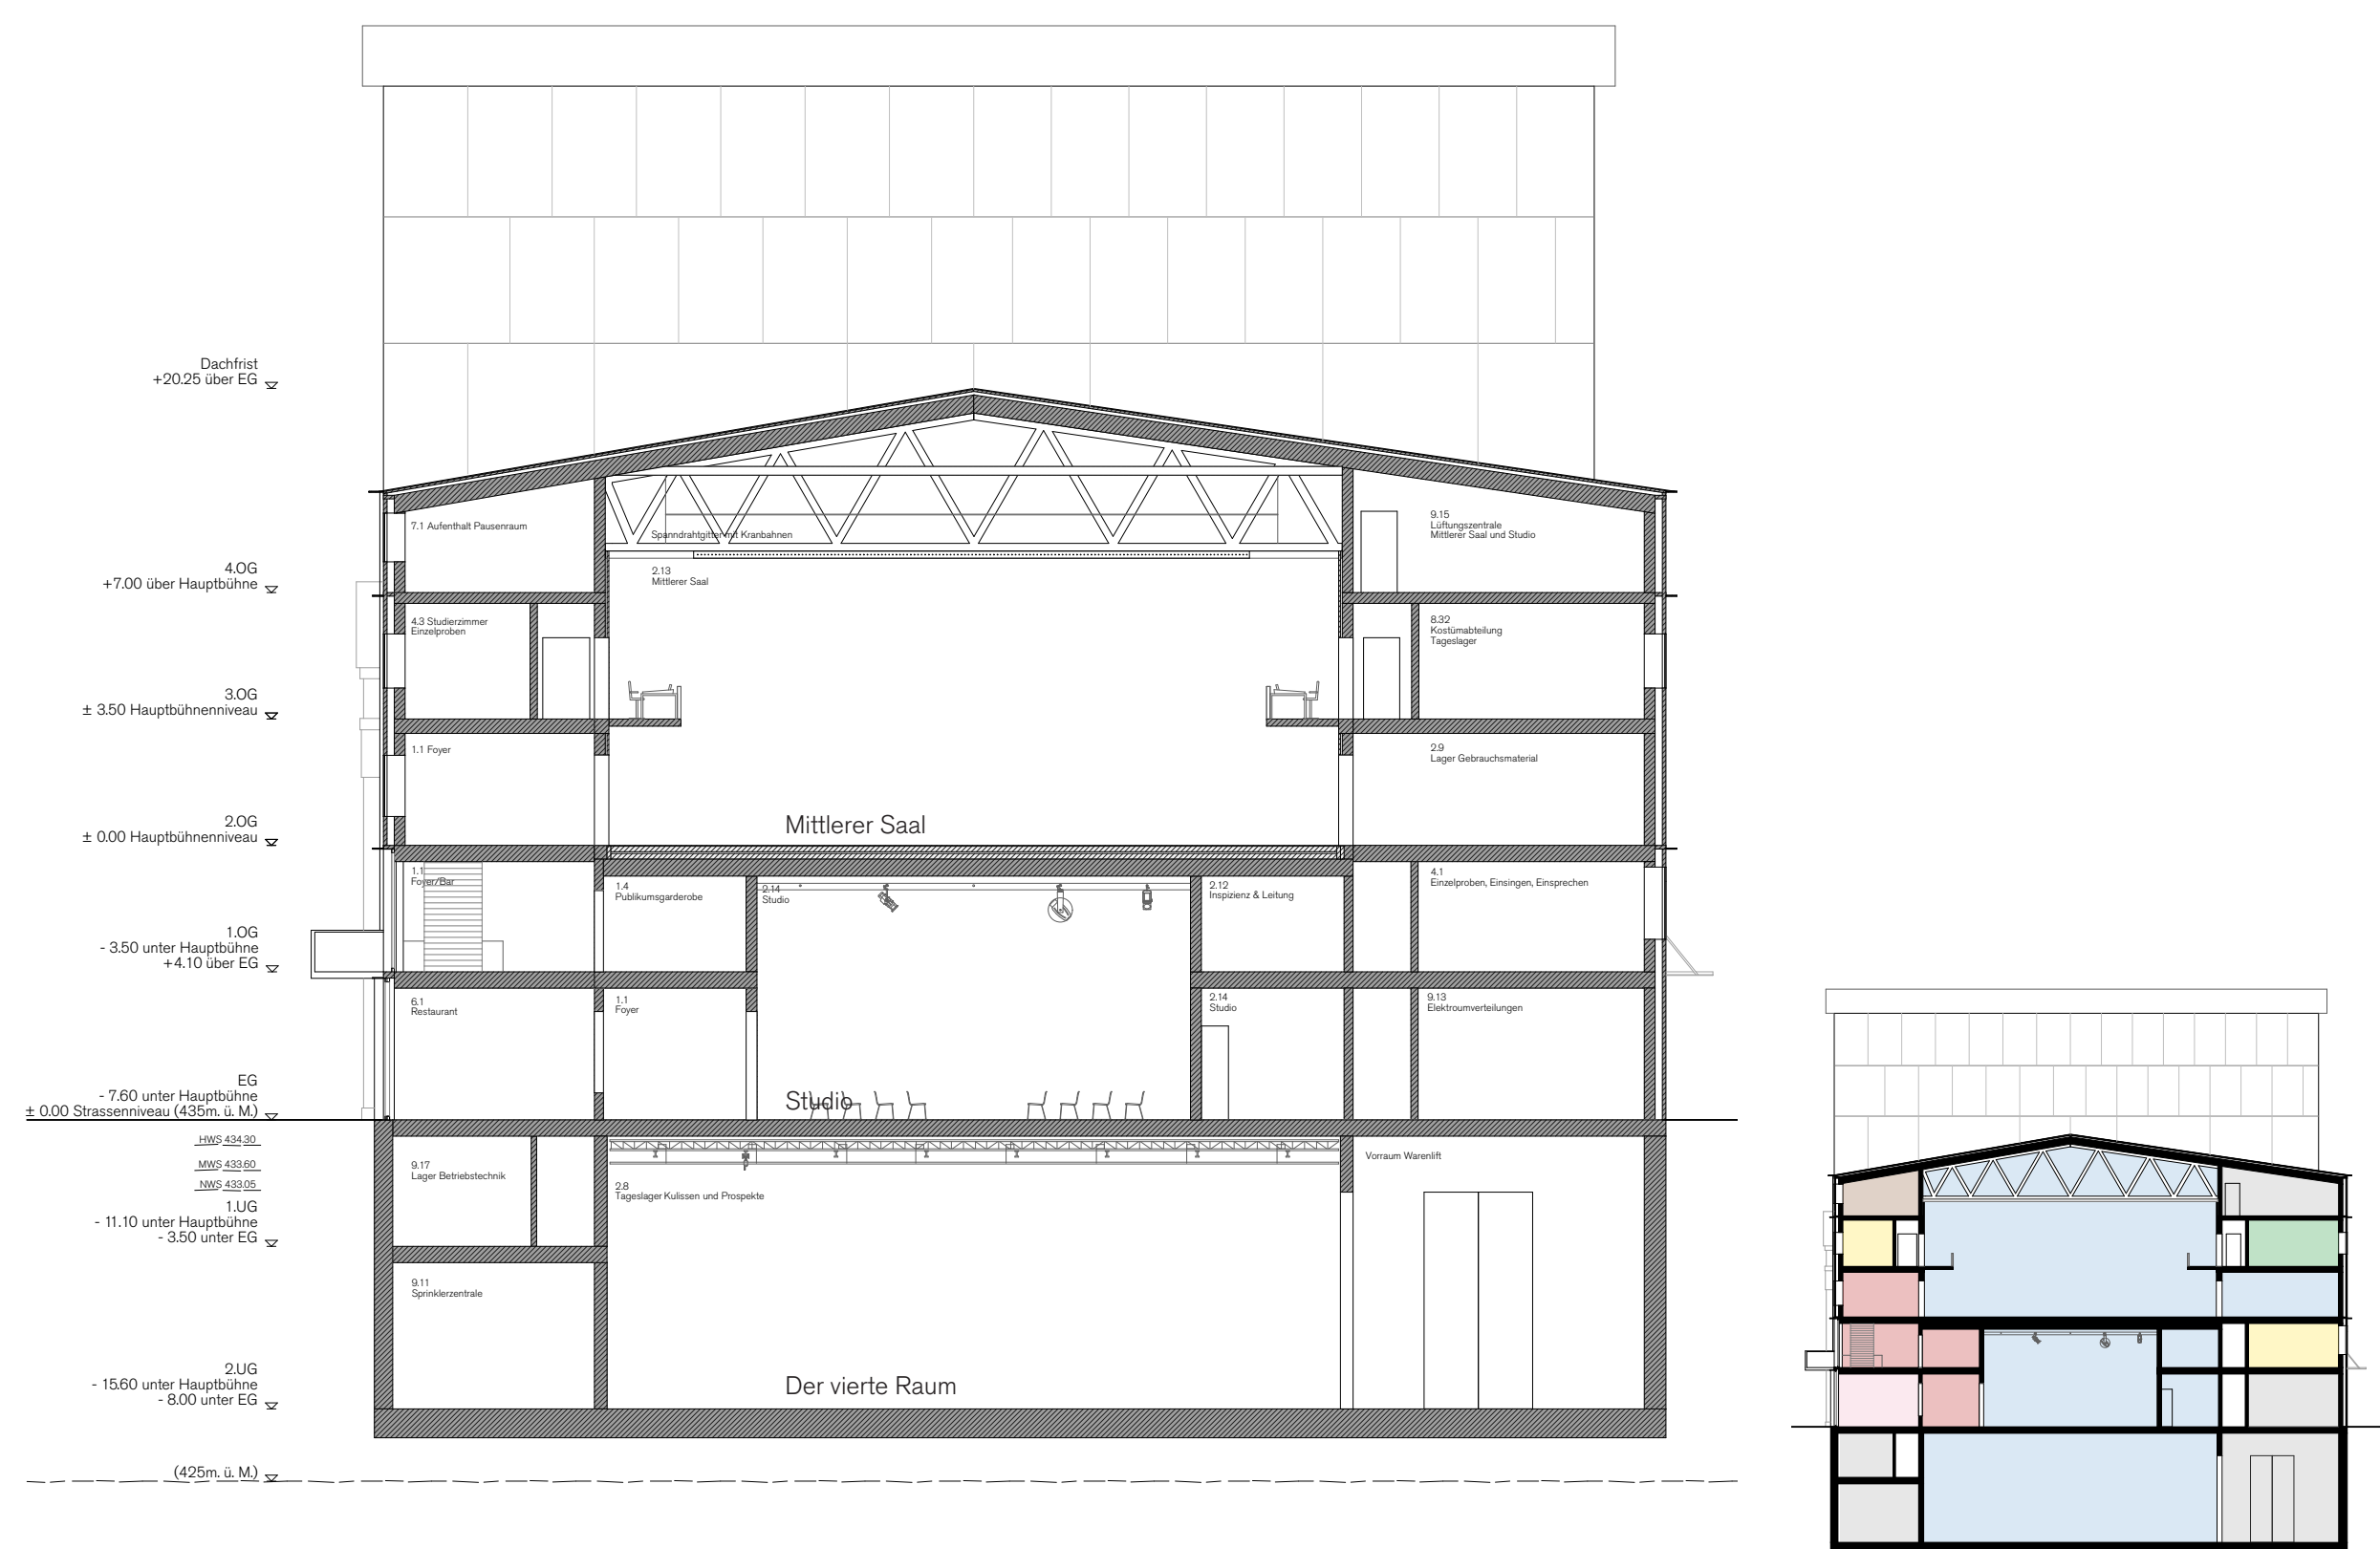 Dachfrist
+20.25 über EG
7.1 Aufenthalt Pausenraum
Spanndrahtgitter mit Kranbahnen
9.15
Lüftungszentrale
Mittlerer Saal und Studio
2.13
Mittlerer Saal
4.OG
+7.00 über Hauptbühne
4.3 Studierzimmer
Einzelproben
8.32
Kostümabteilung
Tageslager
3.OG
± 3.50 Hauptbühnenniveau
1.1 Foyer
2.9
Lager Gebrauchsmaterial
Mittlerer Saal
2.OG
± 0.00 Hauptbühnenniveau
1.1
Foyer/Bar
1.4
Publikumsgarderobe
2.14
Studio
2.12
Inspizienz & Leitung
4.1
Einzelproben, Einsingen, Einsprechen
1.OG
- 3.50 unter Hauptbühne
+4.10 über EG
6.1
Restaurant
1.1
Foyer
2.14
Studio
9.13
Elektroumverteilungen
Studio
EG
- 7.60 unter Hauptbühne
± 0.00 Strassenniveau (435m. ü. M.)
HWS 434.30
MWS 433.60
NWS 433.05
9.17
Lager Betriebstechnik
2.8
Tageslager Kulissen und Prospekte
Vorraum Warenlift
1.UG
- 11.10 unter Hauptbühne
- 3.50 unter EG
9.11
Sprinklerzentrale
Der vierte Raum
2.UG
- 15.60 unter Hauptbühne
- 8.00 unter EG
(425m. ü. M.)